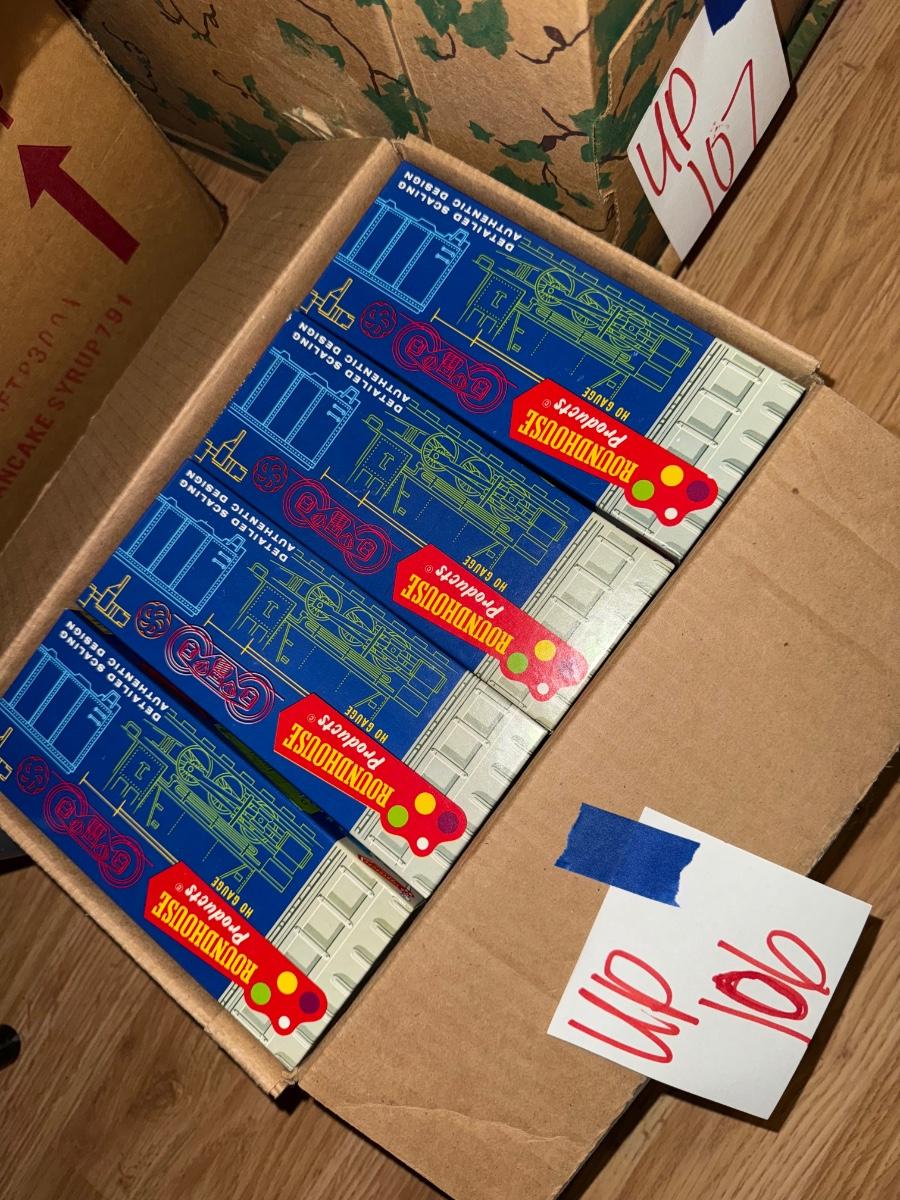 UP
107
PANCAKE SYRUP 791
DETAILED SCALING
AUTHENTIC DESIGN
HO GAUGE
ROUNDHOUSE
Products
DETAILED SCALING
AUTHENTIC DESIGN
HO GAUGE
ROUNDHOUSE
Products
DETAILED SCALING
AUTHENTIC DESIGN
HO GAUGE
ROUNDHOUSE
Products
DETAILED SCALING
AUTHENTIC DESIGN
HO GAUGE
ROUNDHOUSE
Products
UP
106